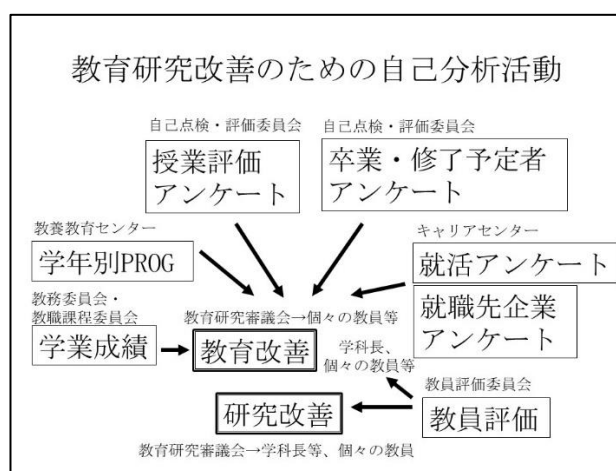 教育研究改善のための自己分析活動
自己点検・評価委員会
授業評価
アンケート
自己点検・評価委員会
卒業・修了予定者
アンケート
教養教育センター
学年別PROG
キャリアセンター
就活アンケート
就職先企業
アンケート
教務委員会・
教職課程委員会
学業成績
教育研究審議会→個々の教員等
教育改善
学科長、
個々の教員等
教員評価委員会
教員評価
研究改善
教育研究審議会→学科長等、個々の教員